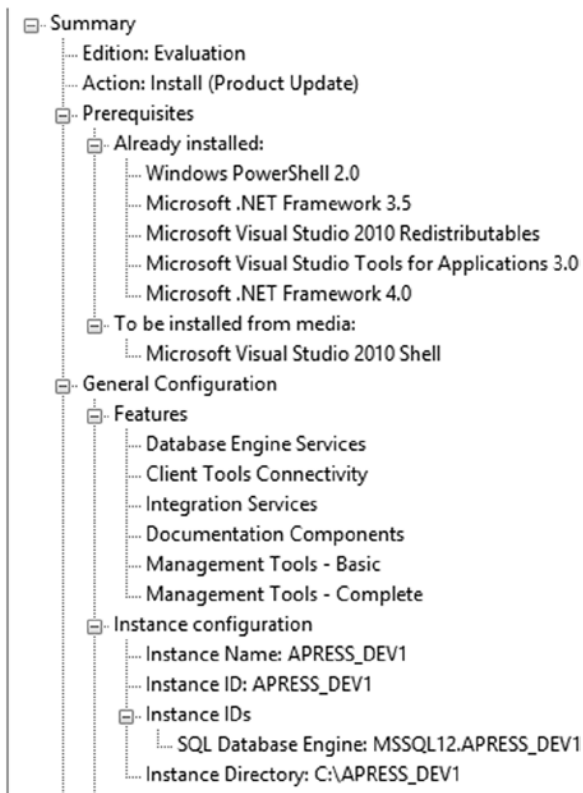 Summary
Edition: Evaluation
Action: Install (Product Update)
Prerequisites
Already installed:
Windows PowerShell 2.0
Microsoft .NET Framework 3.5
Microsoft Visual Studio 2010 Redistributables
Microsoft Visual Studio Tools for Applications 3.0
Microsoft .NET Framework 4.0
To be installed from media:
Microsoft Visual Studio 2010 Shell
General Configuration
Features
Database Engine Services
Client Tools Connectivity
Integration Services
Documentation Components
Management Tools - Basic
Management Tools - Complete
Instance configuration
Instance Name: APRESS_DEV1
Instance ID: APRESS_DEV1
Instance IDs
SQL Database Engine: MSSQL12.APRESS_DEV1
Instance Directory: C:\APRESS_DEV1